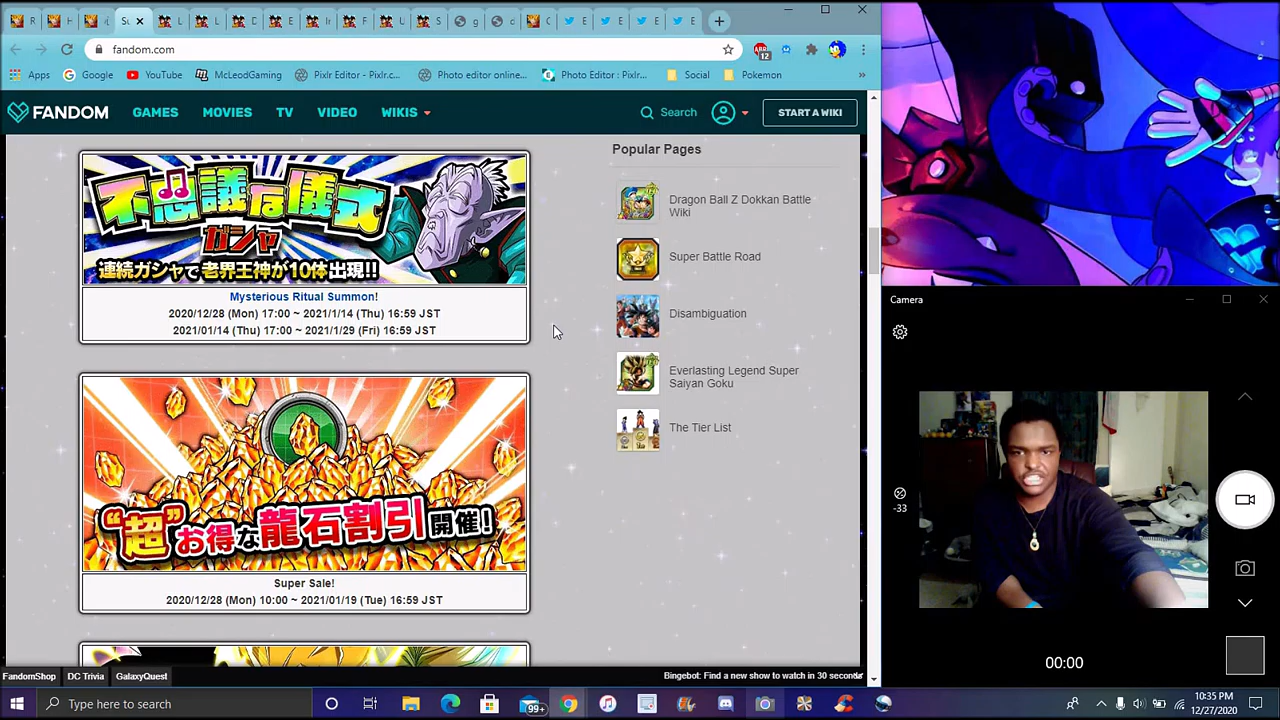 R
H
Su
L
L
D
E
Ir
F
U
S
g
d
C
E
E
E
E
fandom.com
12
Apps
Google
YouTube
McLeodGaming
Pixlr Editor - Pixlr.c...
Photo editor online...
Photo Editor : Pixlr...
Social
Pokemon
»
FANDOM
GAMES
MOVIES
TV
VIDEO
WIKIS
Search
START A WIKI
不思議な儀式
ガシャ
連続ガシャで老界王神が10体出現!!
Mysterious Ritual Summon!
2020/12/28 (Mon) 17:00 ~ 2021/1/14 (Thu) 16:59 JST
2021/01/14 (Thu) 17:00 ~ 2021/1/29 (Fri) 16:59 JST
"超"お得な龍石割引開催!
Super Sale!
2020/12/28 (Mon) 10:00 ~ 2021/01/19 (Tue) 16:59 JST
Popular Pages
Dragon Ball Z Dokkan Battle
Wiki
Super Battle Road
Disambiguation
Everlasting Legend Super
Saiyan Goku
The Tier List
FandomShop
DC Trivia
GalaxyQuest
Bingebot: Find a new show to watch in 30 seconds
Camera
-33
00:00
Type here to search
99+
10:35 PM
12/27/2020